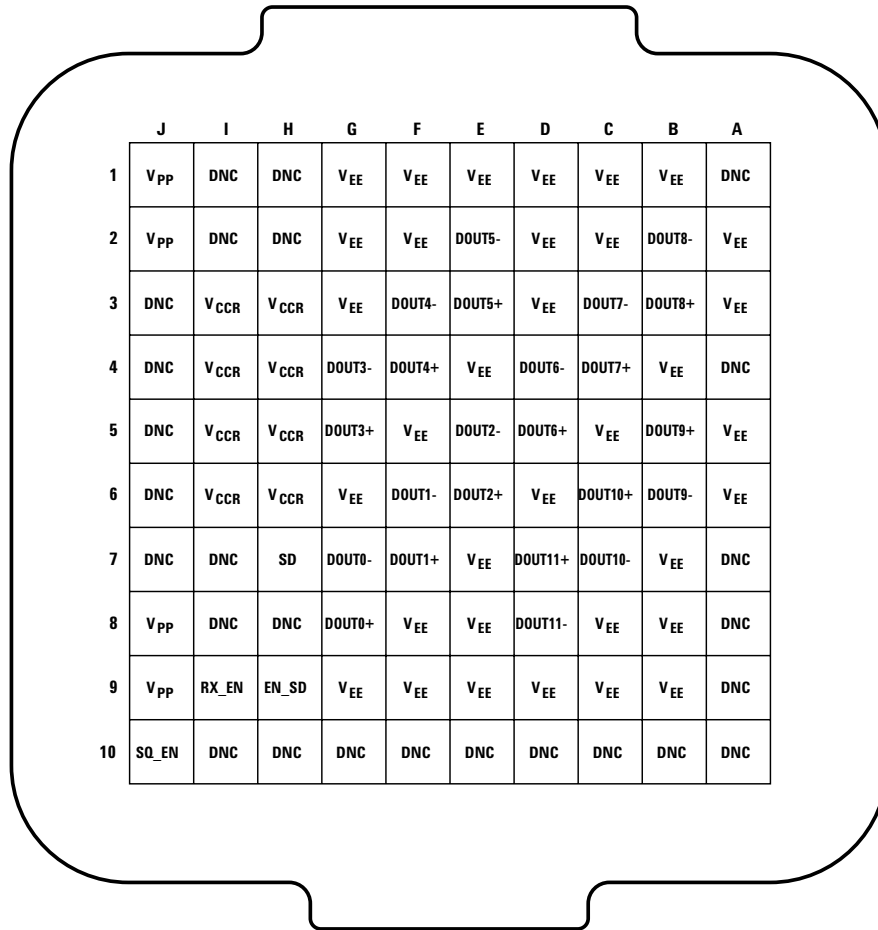 J I H G F E D C B A
1 VPP DNC DNC VEE VEE VEE VEE VEE VEE DNC
2 VPP DNC DNC VEE VEE DOUT5- VEE VEE DOUT8- VEE
3 DNC VCCR VCCR VEE DOUT4- DOUT5+ VEE DOUT7- DOUT8+ VEE
4 DNC VCCR VCCR DOUT3- DOUT4+ VEE DOUT6- DOUT7+ VEE DNC
5 DNC VCCR VCCR DOUT3+ VEE DOUT2- DOUT6+ VEE DOUT9+ VEE
6 DNC VCCR VCCR VEE DOUT1- DOUT2+ VEE DOUT10+ DOUT9- VEE
7 DNC DNC SD DOUT0- DOUT1+ VEE DOUT11+ DOUT10- VEE DNC
8 VPP DNC DNC DOUT0+ VEE VEE DOUT11- VEE VEE DNC
9 VPP RX_EN EN_SD VEE VEE VEE VEE VEE VEE DNC
10 SQ_EN DNC DNC DNC DNC DNC DNC DNC DNC DNC